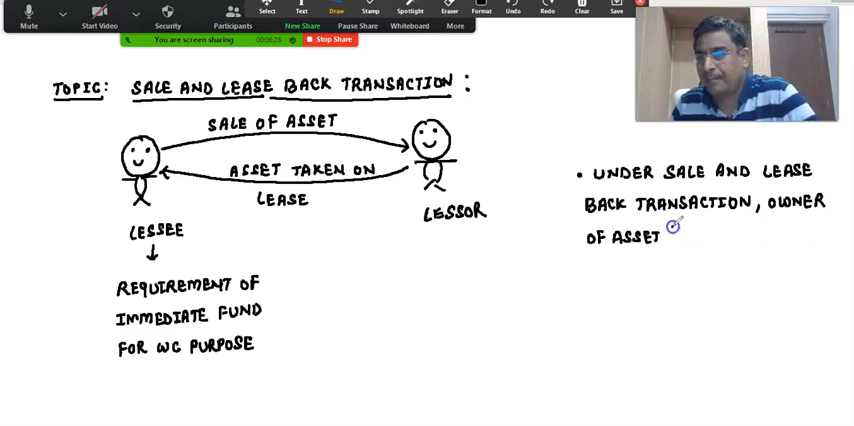 Mute
Start Video
Security
Participants
New Share
Pause Share
Whiteboard
More
Select
Text
Draw
Stamp
Spotlight
Eraser
Format
Undo
Redo
Clear
Save
You are screen sharing
00:06:26
Stop Share
TOPIC: SALE AND LEASE BACK TRANSACTION:
SALE OF ASSET
ASSET TAKEN ON
LEASE
LESSEE
LESSOR
REQUIREMENT OF
IMMEDIATE FUND
FOR WC PURPOSE
• UNDER SALE AND LEASE
BACK TRANSACTION, OWNER
OF ASSET